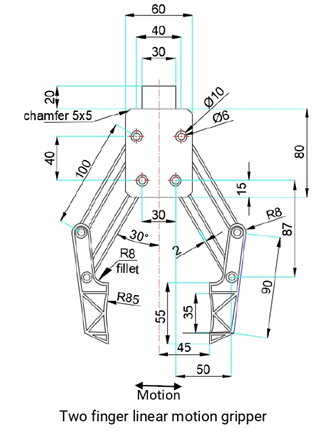 60
40
30
20
Ø10
Ø6
chamfer 5x5
40
100
80
15
30
30°
R8
2
87
R8
fillet
R85
90
55
35
45
50
Motion
Two finger linear motion gripper